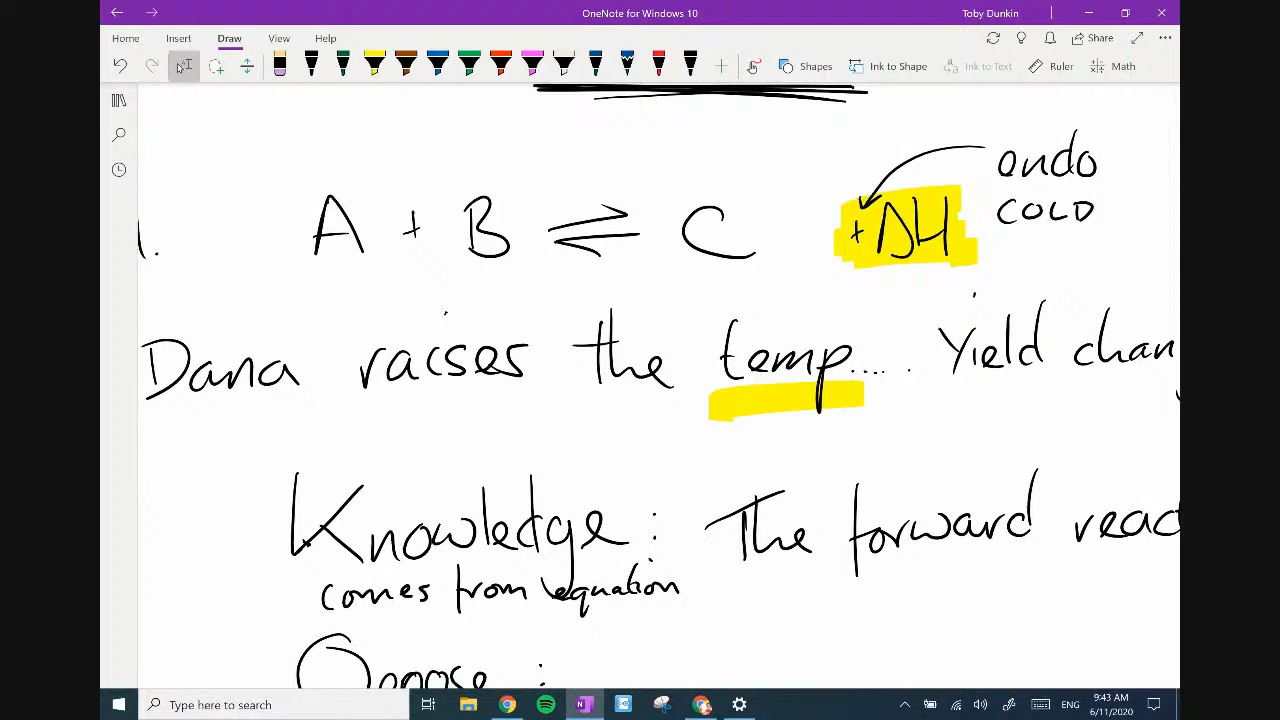 OneNote for Windows 10
Toby Dunkin
Home Insert Draw View Help
Share
Shapes Ink to Shape Ink to Text Ruler Math
endo
COLD
1. A + B ⇌ C +ΔH
Dana raises the temp..... Yield chan
Knowledge: The forward reac
comes from equation
Oppose:
Type here to search
ENG
9:43 AM
6/11/2020